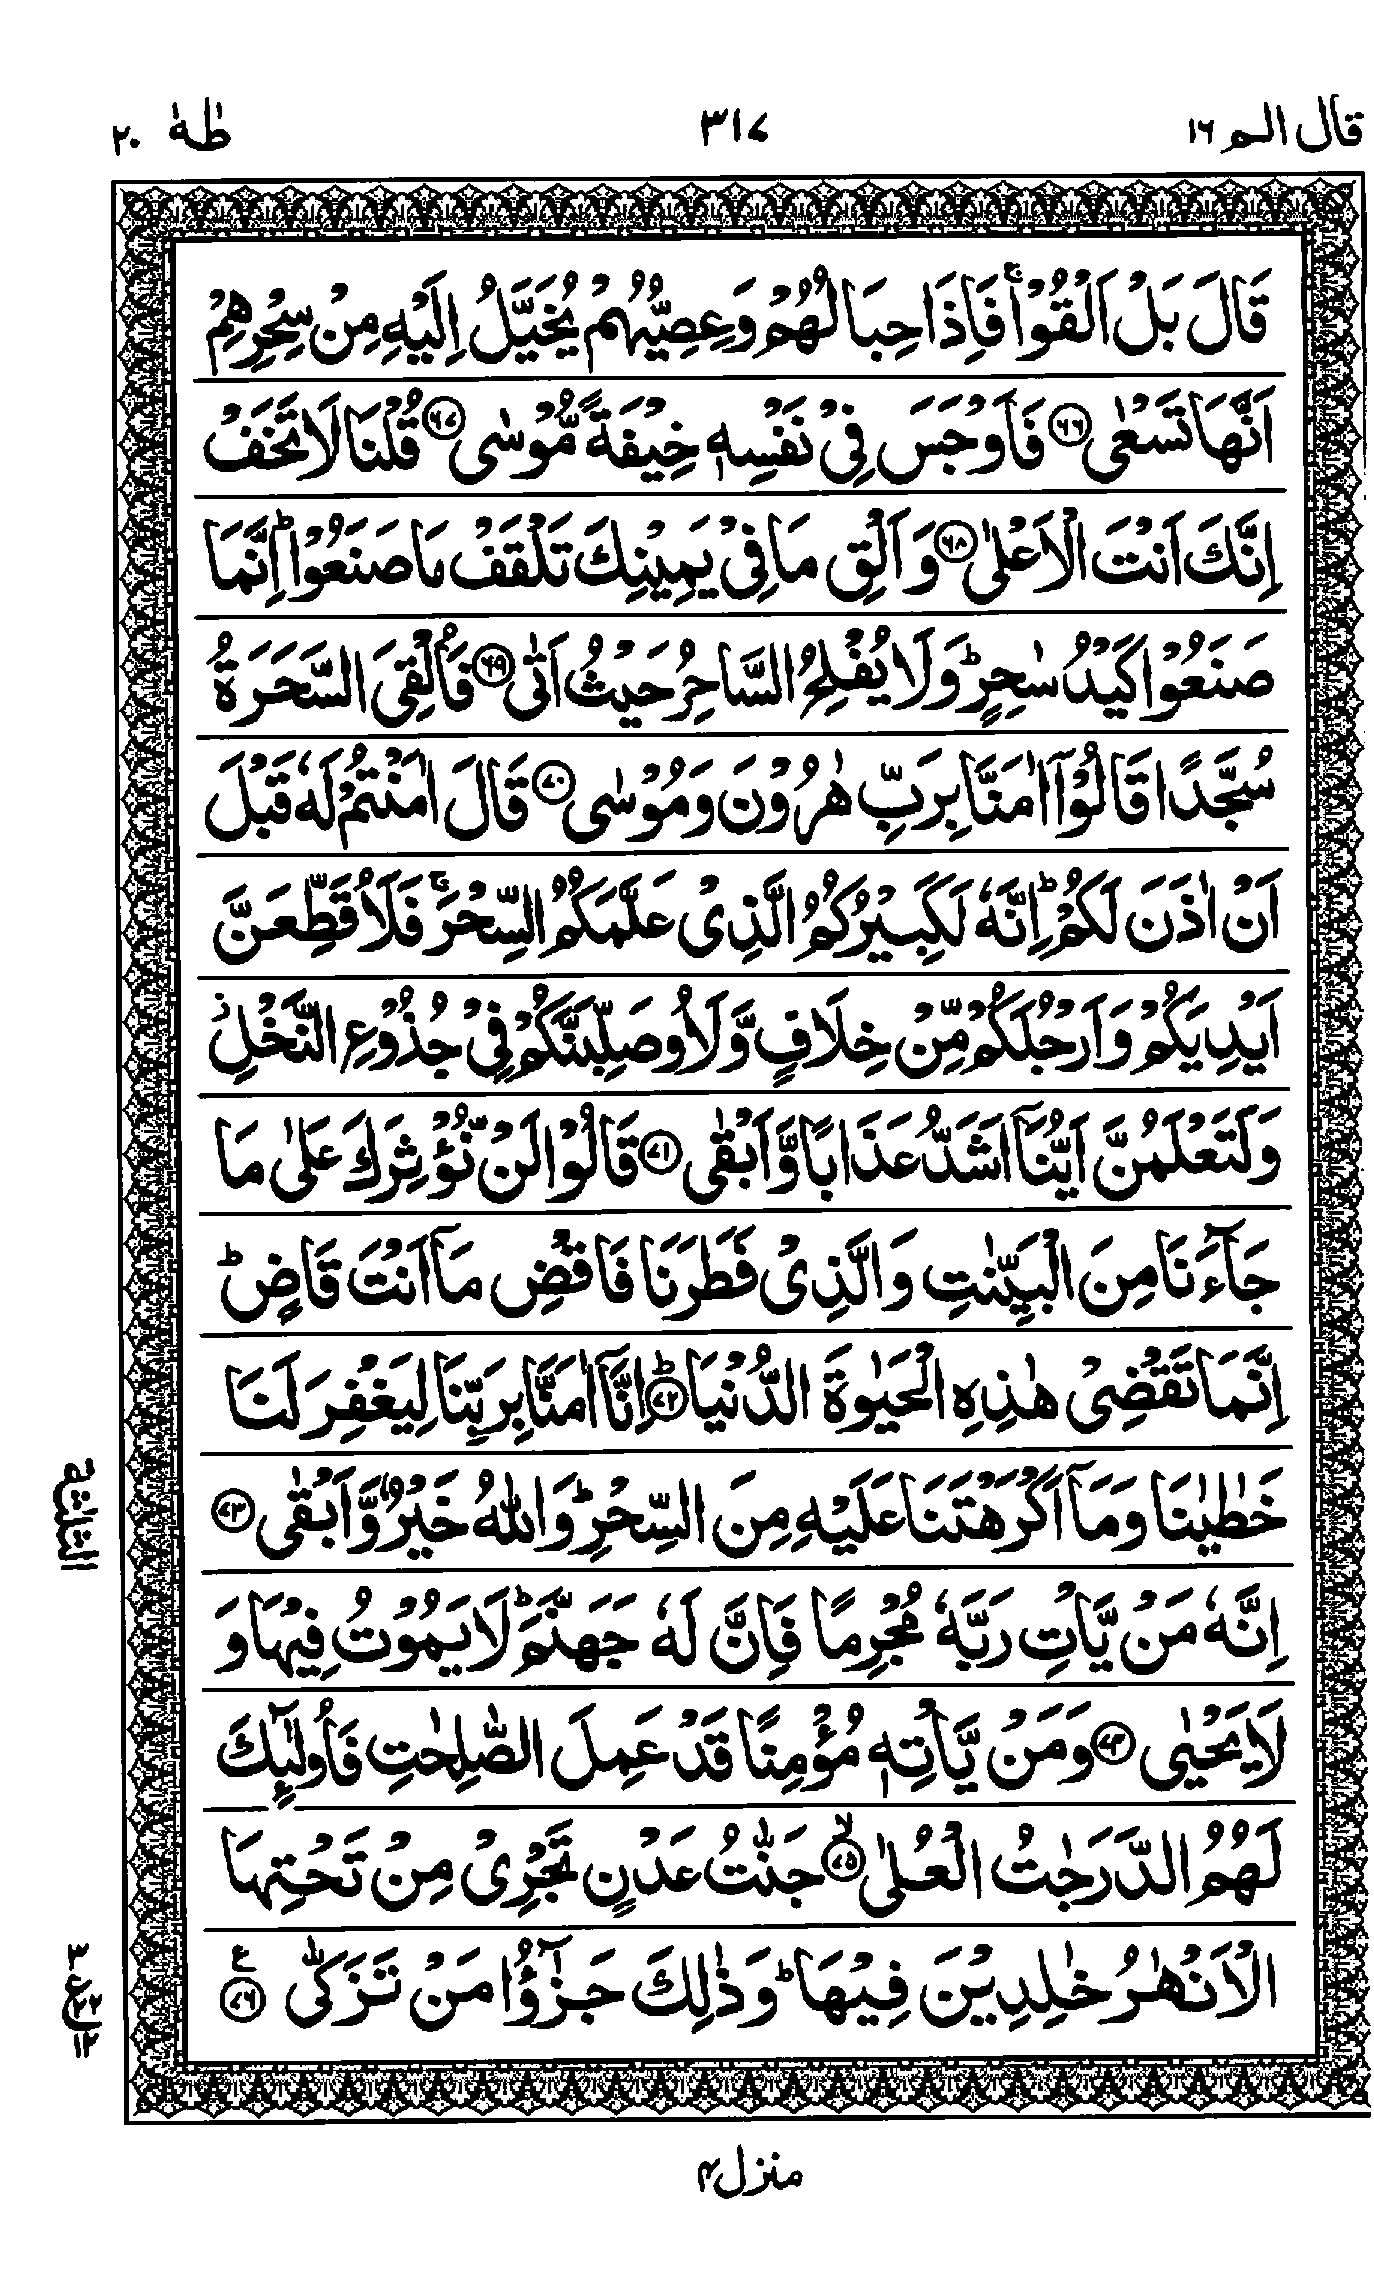 قال الم ١٦
٣١٧
طٰهٰ ٢٠
قَالَ بَلْ اَلْقُوْا ۚ فَاِذَا حِبَالُهُمْ وَعِصِيُّهُمْ يُخَيَّلُ اِلَيْهِ مِنْ سِحْرِهِمْ
اَنَّهَا تَسْعٰى ﴿٦٦﴾ فَاَوْجَسَ فِيْ نَفْسِهٖ خِيْفَةً مُّوْسٰى ﴿٦٧﴾ قُلْنَا لَا تَخَفْ
اِنَّكَ اَنْتَ الْاَعْلٰى ﴿٦٨﴾ وَاَلْقِ مَا فِيْ يَمِيْنِكَ تَلْقَفْ مَا صَنَعُوْا ؕ اِنَّمَا
صَنَعُوْا كَيْدُ سٰحِرٍ ؕ وَلَا يُفْلِحُ السَّاحِرُ حَيْثُ اَتٰى ﴿٦٩﴾ فَاُلْقِيَ السَّحَرَةُ
سُجَّدًا قَالُوْۤا اٰمَنَّا بِرَبِّ هٰرُوْنَ وَمُوْسٰى ﴿٧٠﴾ قَالَ اٰمَنْتُمْ لَهٗ قَبْلَ
اَنْ اٰذَنَ لَكُمْ ؕ اِنَّهٗ لَكَبِيْرُكُمُ الَّذِيْ عَلَّمَكُمُ السِّحْرَ ۚ فَلَاُقَطِّعَنَّ
اَيْدِيَكُمْ وَاَرْجُلَكُمْ مِّنْ خِلَافٍ وَّلَاُوصَلِّبَنَّكُمْ فِيْ جُذُوْعِ النَّخْلِ ؗ
وَلَتَعْلَمُنَّ اَيُّنَاۤ اَشَدُّ عَذَابًا وَّاَبْقٰى ﴿٧١﴾ قَالُوْا لَنْ نُّؤْثِرَكَ عَلٰى مَا
جَآءَنَا مِنَ الْبَيِّنٰتِ وَالَّذِيْ فَطَرَنَا فَاقْضِ مَاۤ اَنْتَ قَاضٍ ؕ
اِنَّمَا تَقْضِيْ هٰذِهِ الْحَيٰوةَ الدُّنْيَا ﴿٧٢﴾ؕ اِنَّاۤ اٰمَنَّا بِرَبِّنَا لِيَغْفِرَ لَنَا
خَطٰيٰنَا وَمَاۤ اَكْرَهْتَنَا عَلَيْهِ مِنَ السِّحْرِ ؕ وَاللّٰهُ خَيْرٌ وَّاَبْقٰى ﴿٧٣﴾
اِنَّهٗ مَنْ يَّاْتِ رَبَّهٗ مُجْرِمًا فَاِنَّ لَهٗ جَهَنَّمَ ؕ لَا يَمُوْتُ فِيْهَا وَ
لَا يَحْيٰى ﴿٧٤﴾ وَمَنْ يَّاْتِهٖ مُؤْمِنًا قَدْ عَمِلَ الصّٰلِحٰتِ فَاُولٰٓئِكَ
لَهُمُ الدَّرَجٰتُ الْعُلٰى ﴿٧٥﴾ۙ جَنّٰتُ عَدْنٍ تَجْرِيْ مِنْ تَحْتِهَا
الْاَنْهٰرُ خٰلِدِيْنَ فِيْهَا ؕ وَذٰلِكَ جَزٰٓؤُا مَنْ تَزَكّٰى ﴿٧٦﴾ ع
الثلثة
٣
ع
٢٢
١٢
منزل ٤